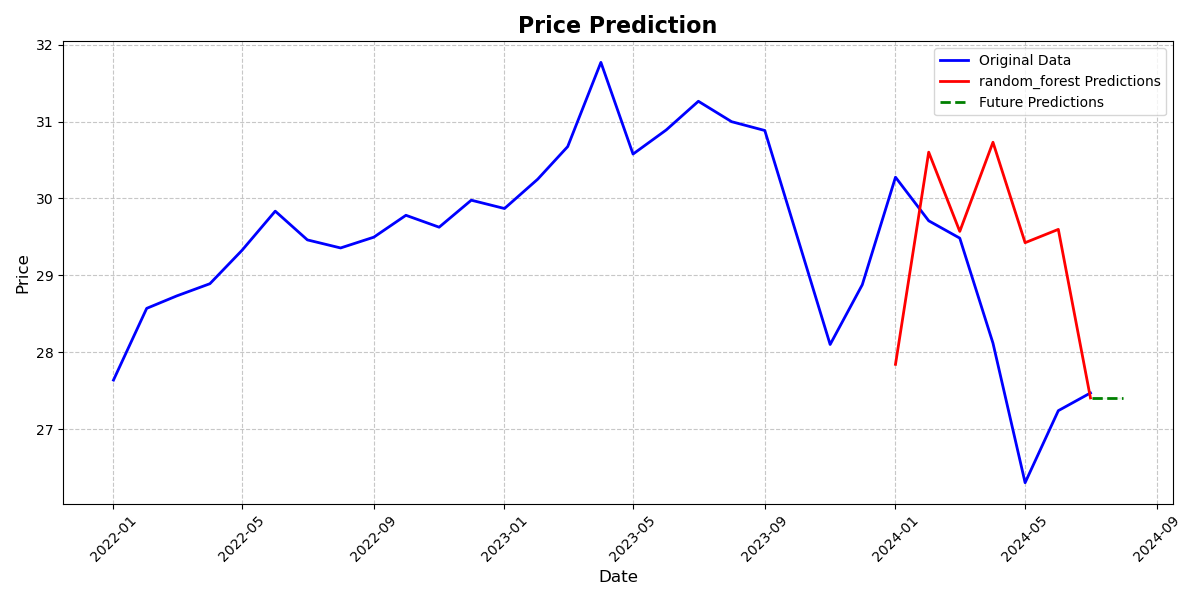 Price Prediction
32
31
30
29
28
27
Price
Original Data
random_forest Predictions
Future Predictions
2022-01
2022-05
2022-09
2023-01
2023-05
2023-09
2024-01
2024-05
2024-09
Date